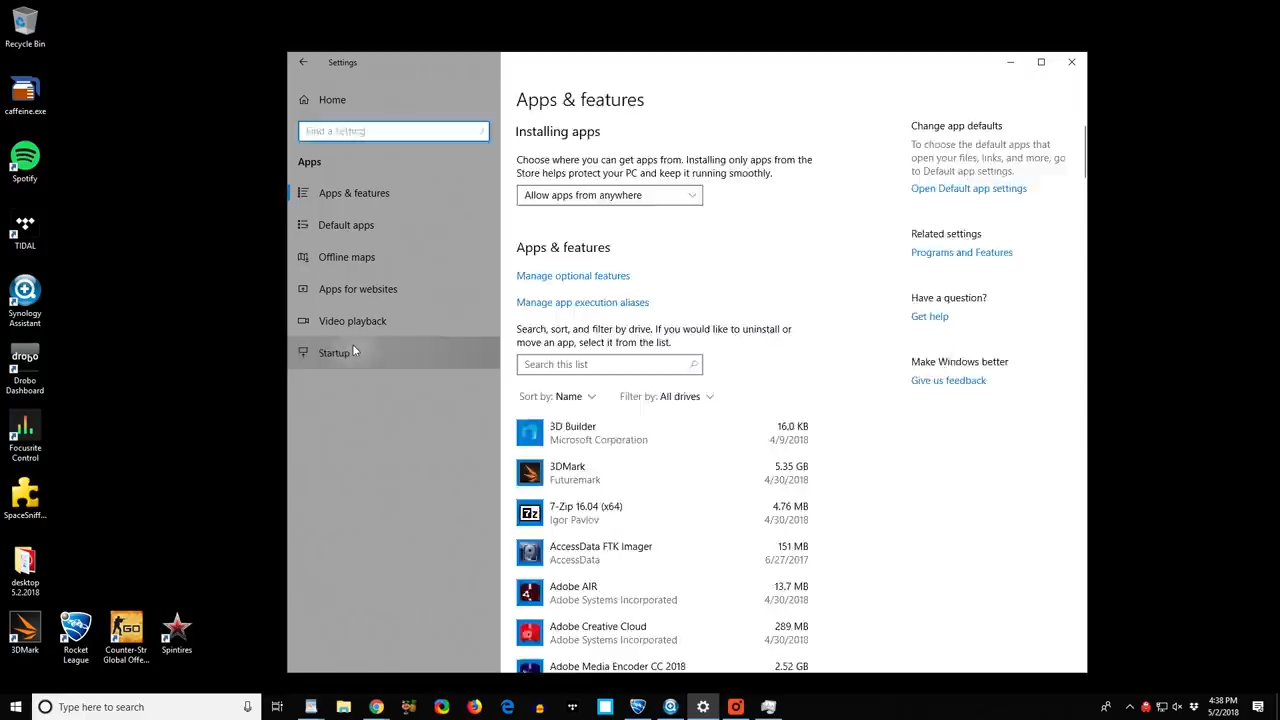 Recycle Bin
caffeine.exe
Spotify
TIDAL
Synology
Assistant
drobo
Drobo
Dashboard
Focusrite
Control
SpaceSniff...
desktop
5.2.2018
3DMark
Rocket
League
GO
Counter-Str
Global Offe...
Spintires
Settings
Home
Find a setting
Apps
Apps & features
Default apps
Offline maps
Apps for websites
Video playback
Startup
Apps & features
Installing apps
Choose where you can get apps from. Installing only apps from the
Store helps protect your PC and keep it running smoothly.
Allow apps from anywhere
Apps & features
Manage optional features
Manage app execution aliases
Search, sort, and filter by drive. If you would like to uninstall or
move an app, select it from the list.
Search this list
Sort by: Name
Filter by: All drives
3D Builder
16.0 KB
Microsoft Corporation
4/9/2018
3DMark
5.35 GB
Futuremark
4/30/2018
7z
7-Zip 16.04 (x64)
4.76 MB
Igor Pavlov
4/30/2018
AccessData FTK Imager
151 MB
AccessData
6/27/2017
Adobe AIR
13.7 MB
Adobe Systems Incorporated
4/30/2018
Adobe Creative Cloud
289 MB
Adobe Systems Incorporated
4/30/2018
Adobe Media Encoder CC 2018
2.52 GB
Change app defaults
To choose the default apps that
open your files, links, and more, go
to Default app settings.
Open Default app settings
Related settings
Programs and Features
Have a question?
Get help
Make Windows better
Give us feedback
Type here to search
4:38 PM
5/2/2018